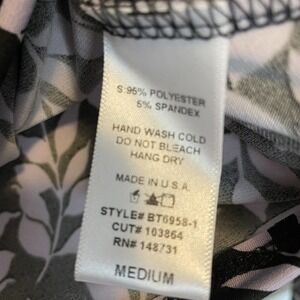 S:95% POLYESTER
5% SPANDEX
HAND WASH COLD
DO NOT BLEACH
HANG DRY
MADE IN U.S.A.
STYLE# BT6958-1
CUT# 103864
RN# 148731
MEDIUM